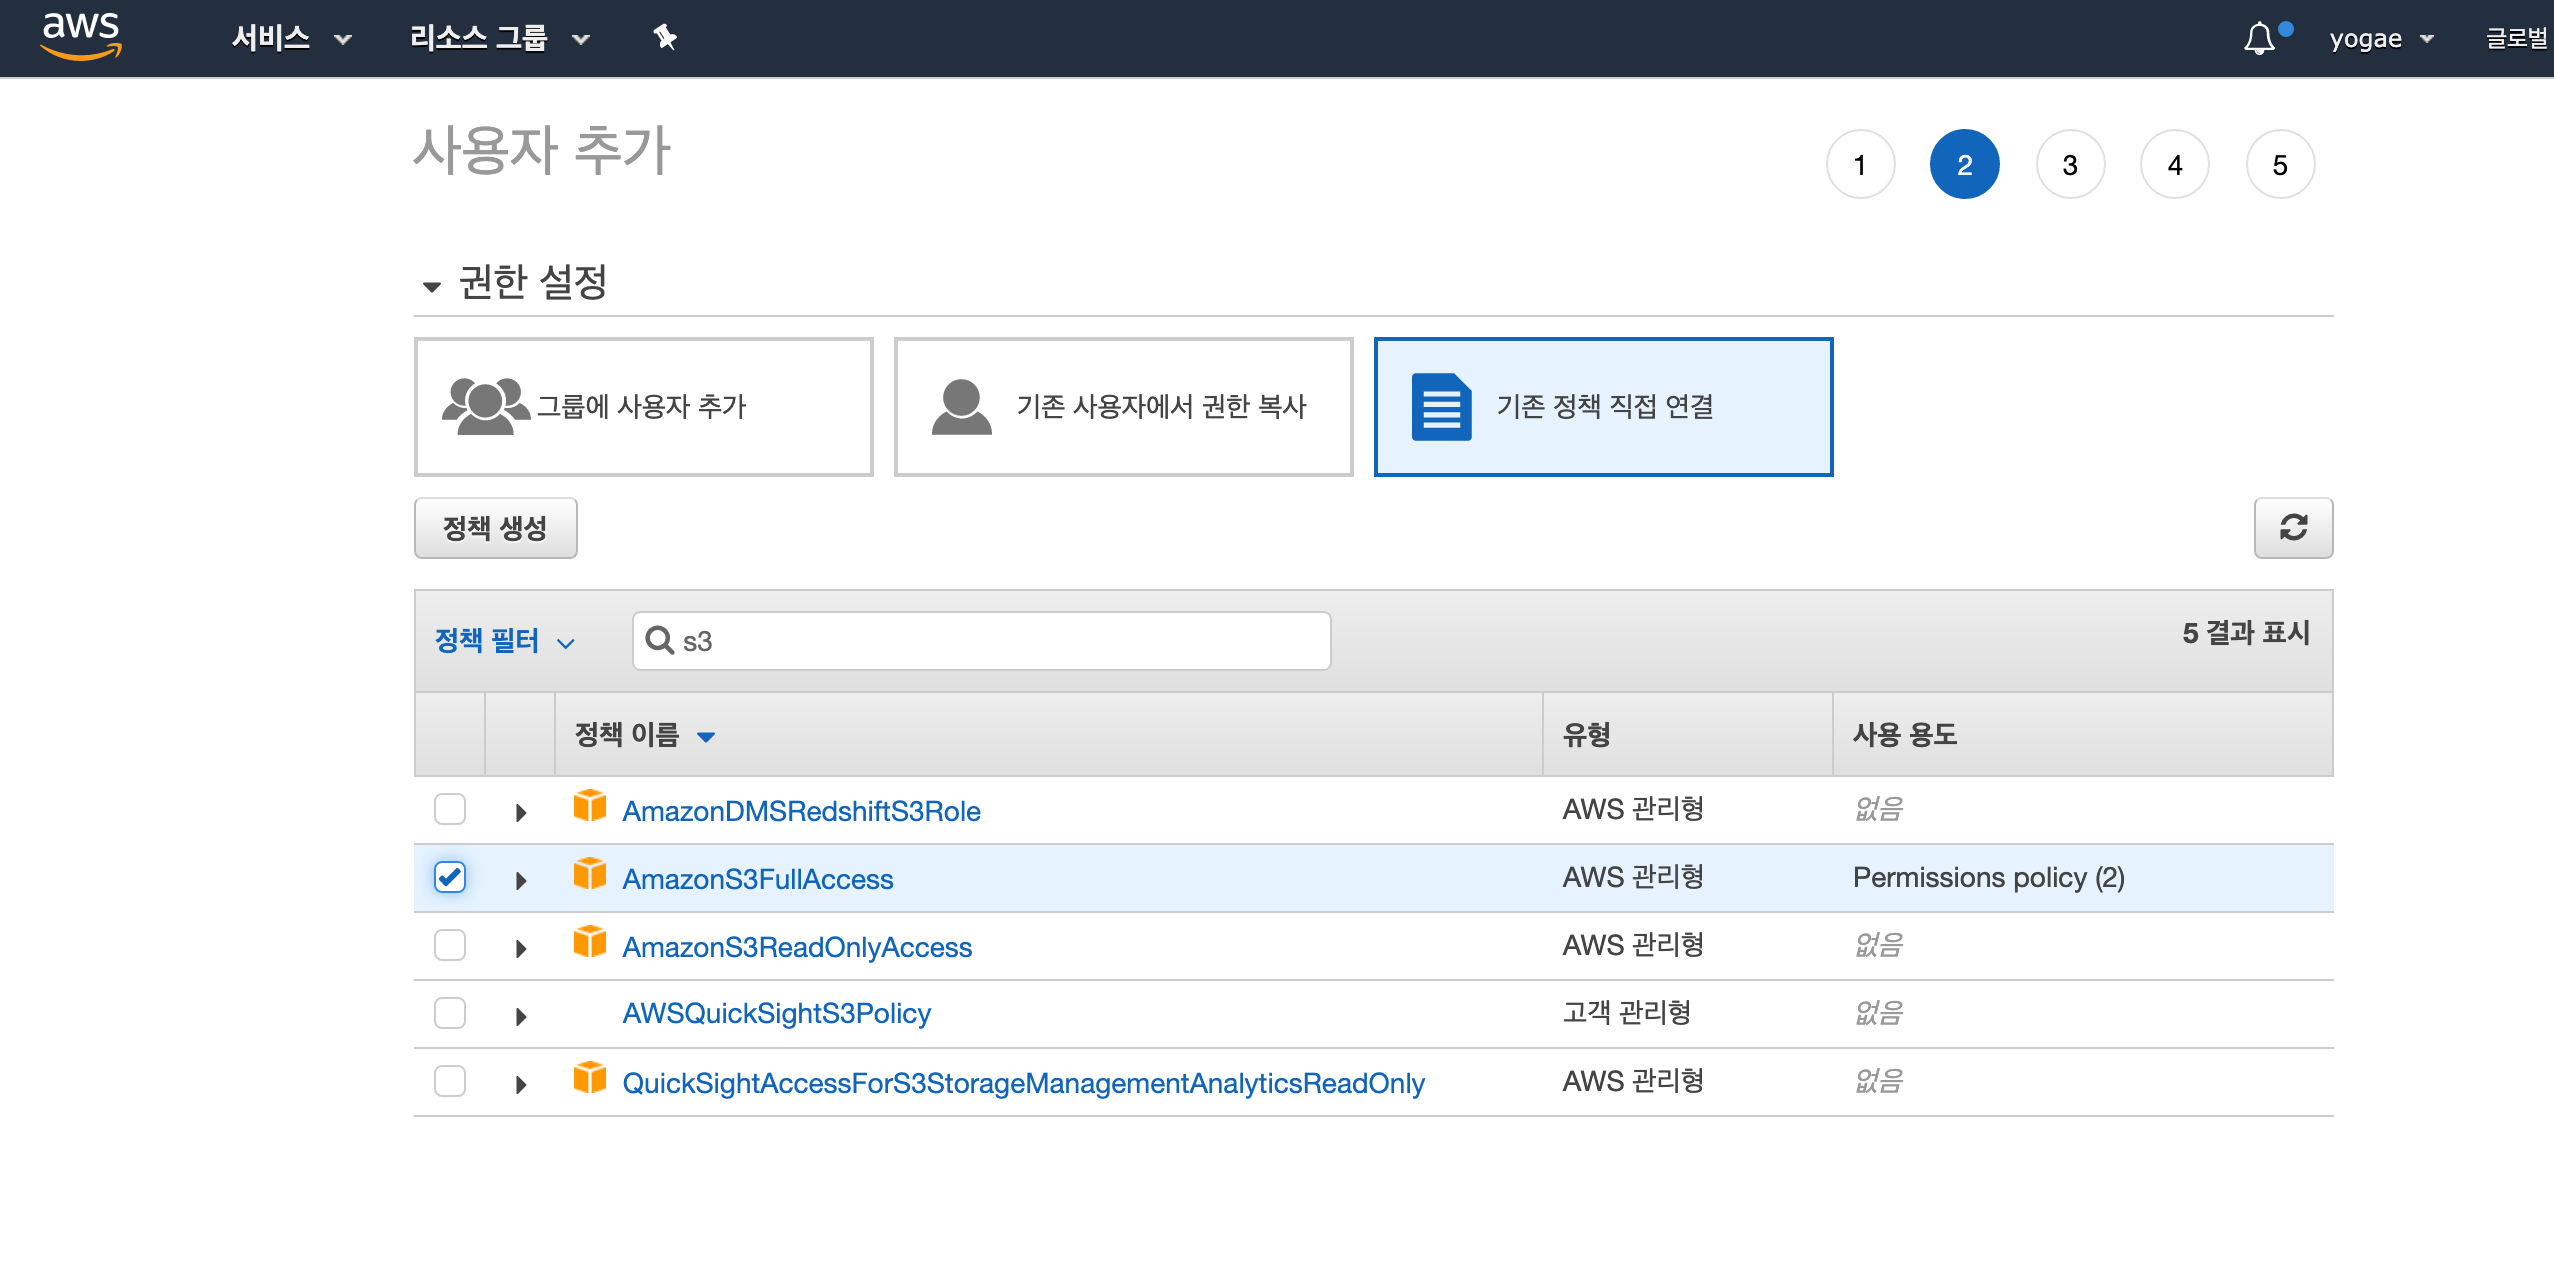 aws 서비스 리소스 그룹 yogae 글로벌
사용자 추가 1 2 3 4 5
권한 설정
그룹에 사용자 추가 기존 사용자에서 권한 복사 기존 정책 직접 연결
정책 생성
정책 필터 s3 5 결과 표시
정책 이름 유형 사용 용도
AmazonDMSRedshiftS3Role AWS 관리형 없음
AmazonS3FullAccess AWS 관리형 Permissions policy (2)
AmazonS3ReadOnlyAccess AWS 관리형 없음
AWSQuickSightS3Policy 고객 관리형 없음
QuickSightAccessForS3StorageManagementAnalyticsReadOnly AWS 관리형 없음